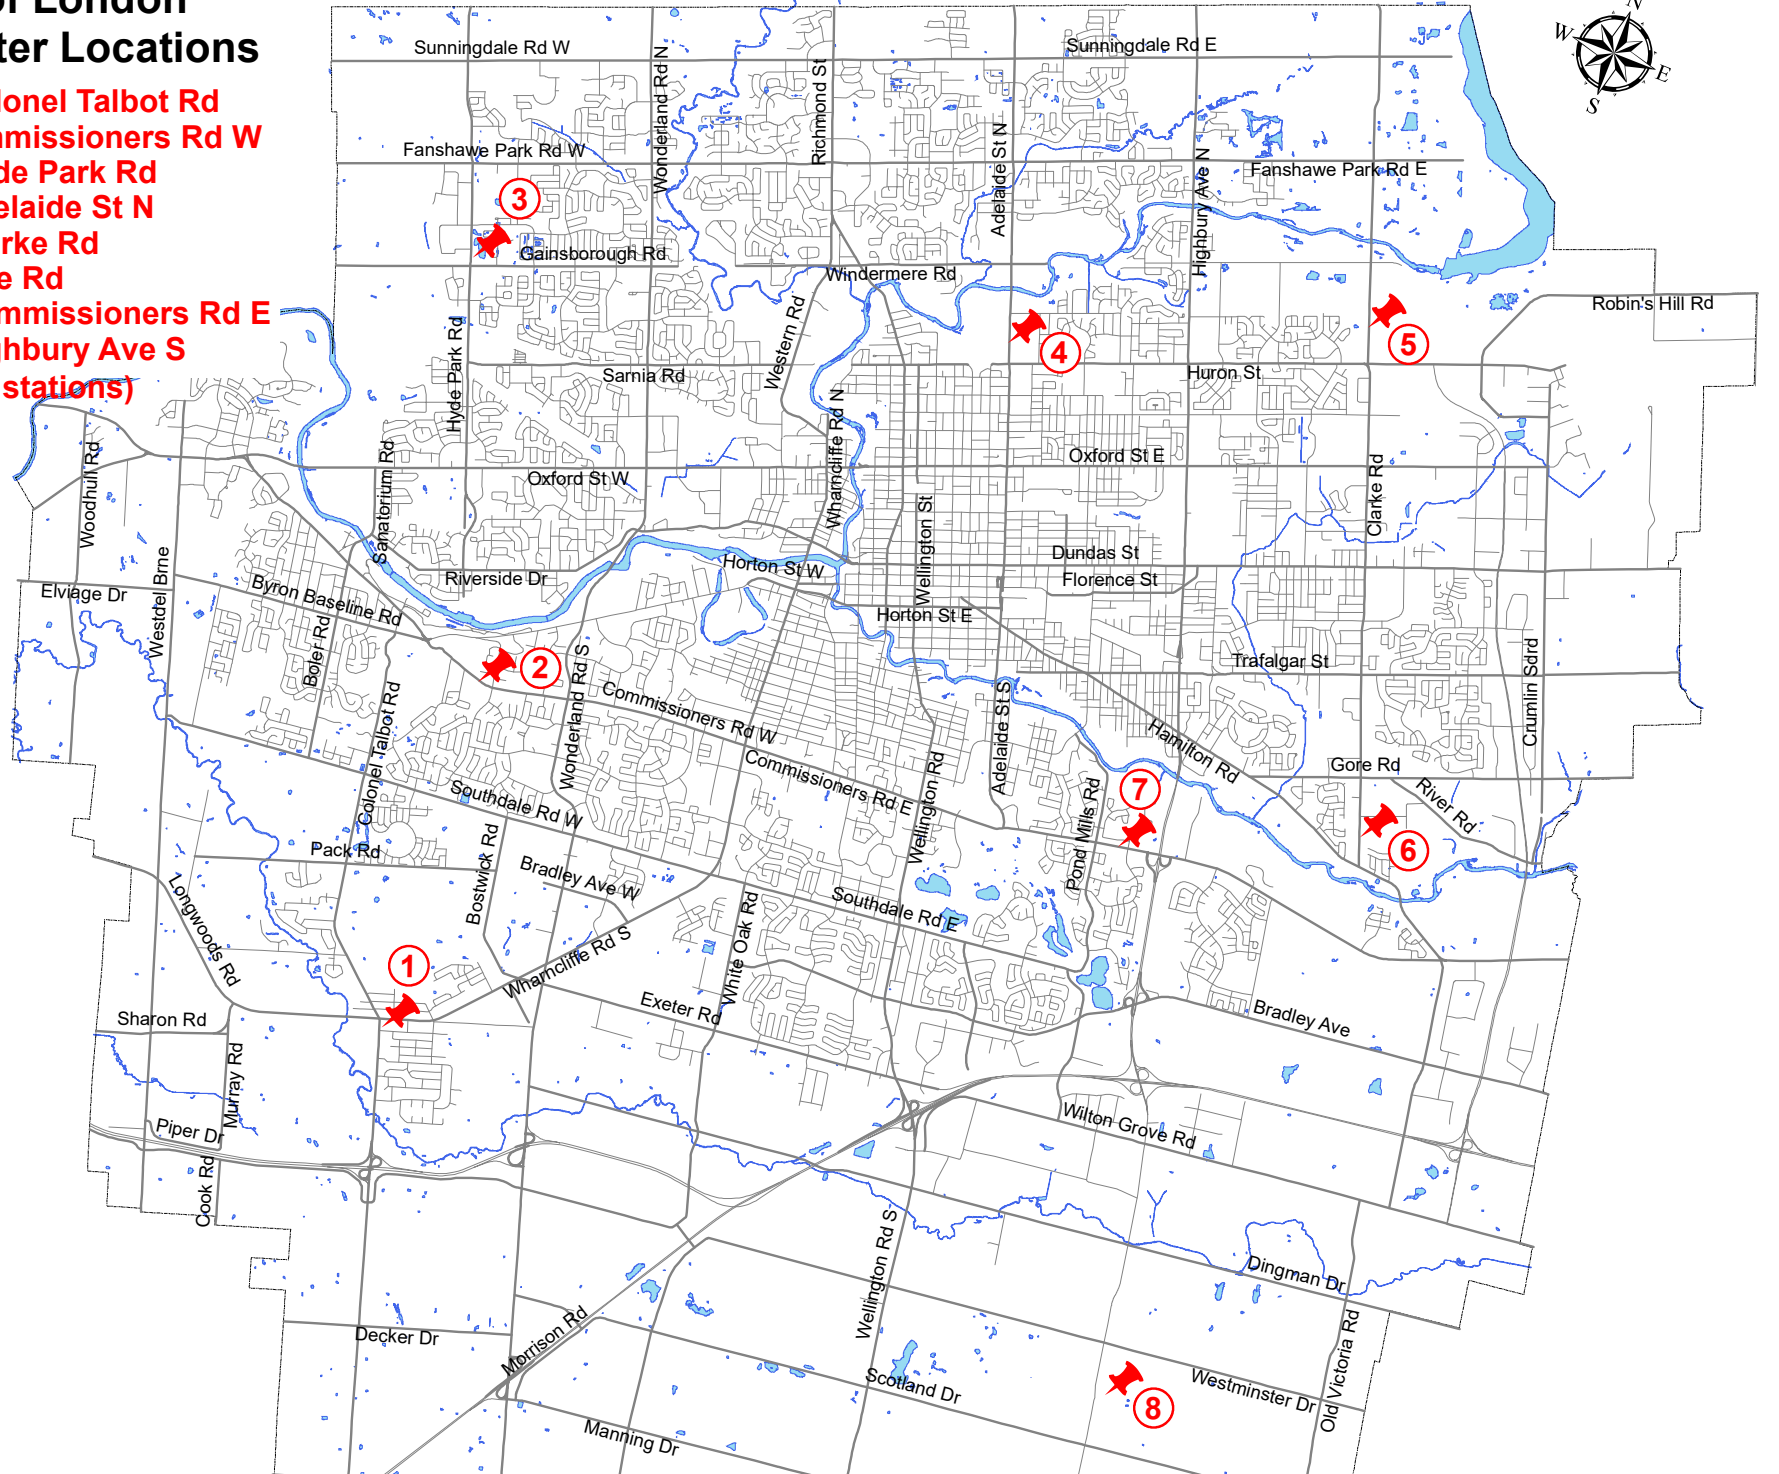 of London
ter Locations
lonel Talbot Rd
mmissioners Rd W
de Park Rd
elaide St N
rke Rd
e Rd
mmissioners Rd E
ghbury Ave S
stations)
N
W
E
S
Sunningdale Rd W
Sunningdale Rd E
Wonderland Rd N
Richmond St
Adelaide St N
Highbury Ave N
Fanshawe Park Rd W
Fanshawe Park Rd E
3
Gainsborough Rd
Windermere Rd
Robin's Hill Rd
Hyde Park Rd
Western Rd
4
5
Sarnia Rd
Huron St
Wharncliffe Rd N
Woodhull Rd
Sanatorium Rd
Oxford St W
Oxford St E
Clarke Rd
Wellington St
Dundas St
Florence St
Horton St W
Horton St E
Riverside Dr
Elviage Dr
Westdel Brne
Byron Baseline Rd
Boler Rd
2
Wonderland Rd S
Trafalgar St
Crumlin Sdrd
Colonel Talbot Rd
Commissioners Rd W
Commissioners Rd E
Adelaide St S
Hamilton Rd
Gore Rd
River Rd
7
6
Wellington Rd
Pond Mills Rd
Southdale Rd W
Pack Rd
Bostwick Rd
Bradley Ave W
Southdale Rd E
Longwoods Rd
White Oak Rd
1
Wharncliffe Rd S
Exeter Rd
Bradley Ave
Sharon Rd
Murray Rd
Piper Dr
Wilton Grove Rd
Cook Rd
Wellington Rd S
Dingman Dr
Decker Dr
Morrison Rd
Old Victoria Rd
Scotland Dr
Westminster Dr
8
Manning Dr